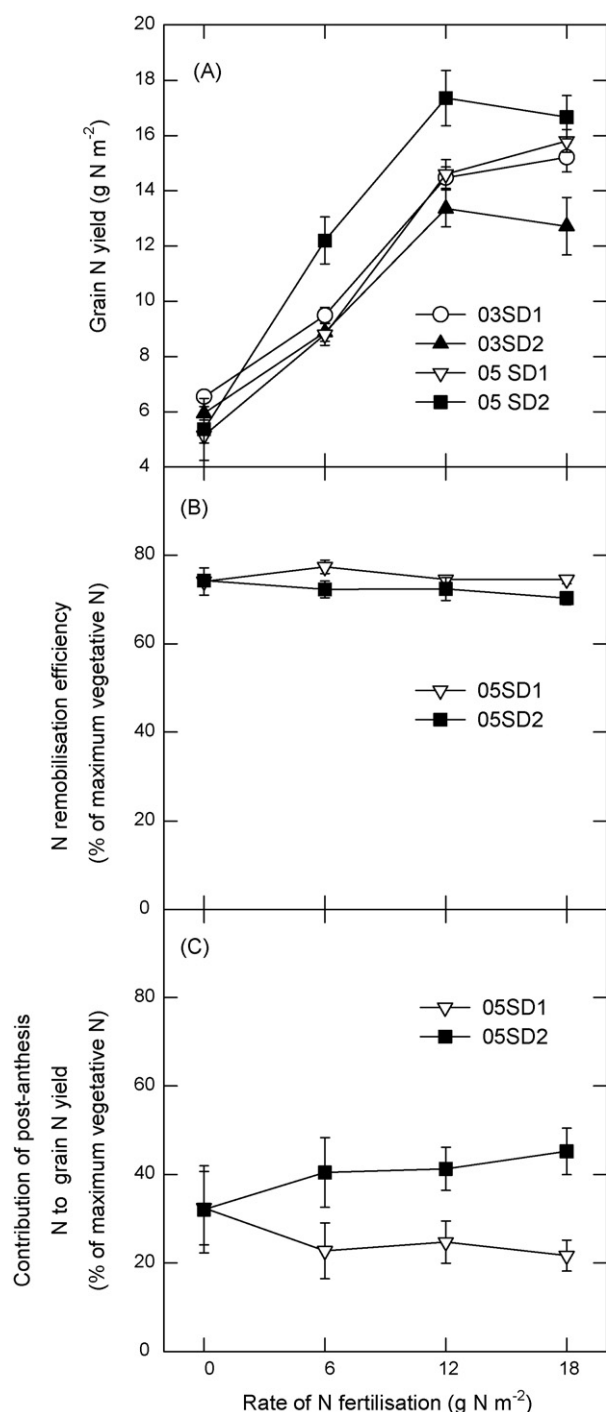 20
(A)
18
16
14
12
10
8
6
4
Grain N yield (g N m-2)
03SD1
03SD2
05 SD1
05 SD2
(B)
80
60
40
20
0
N remobilisation efficiency
(% of maximum vegetative N)
05SD1
05SD2
(C)
80
60
40
20
0
Contribution of post-anthesis
N to grain N yield
(% of maximum vegetative N)
05SD1
05SD2
0 6 12 18
Rate of N fertilisation (g N m-2)